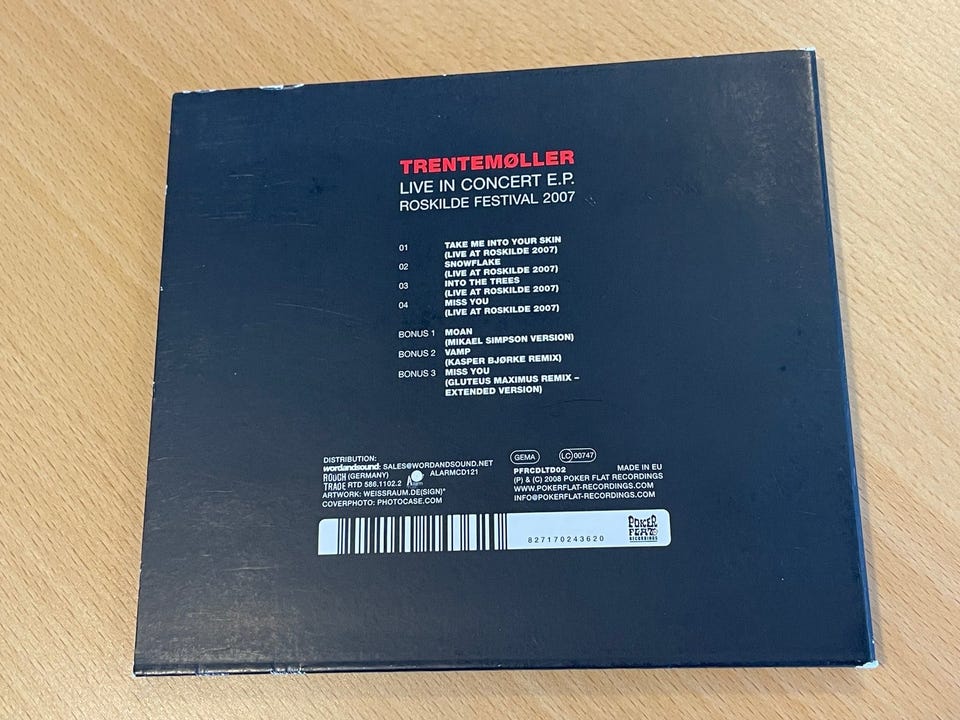 TRENTEMØLLER
LIVE IN CONCERT E.P.
ROSKILDE FESTIVAL 2007
01 TAKE ME INTO YOUR SKIN
(LIVE AT ROSKILDE 2007)
02 SNOWFLAKE
(LIVE AT ROSKILDE 2007)
03 INTO THE TREES
(LIVE AT ROSKILDE 2007)
04 MISS YOU
(LIVE AT ROSKILDE 2007)
BONUS 1 MOAN
(MIKAEL SIMPSON VERSION)
BONUS 2 VAMP
(KASPER BJØRKE REMIX)
BONUS 3 MISS YOU
(GLUTEUS MAXIMUS REMIX –
EXTENDED VERSION)
DISTRIBUTION:
wordandsound: SALES@WORDANDSOUND.NET
ROUGH (GERMANY) ALARMCD121
TRADE RTD 586.1102.2 Alarm
ARTWORK: WEISSRAUM.DE(SIGN)°
COVERPHOTO: PHOTOCASE.COM
GEMA LC 00747
PFRCDLTD02 MADE IN EU
(P) & (C) 2008 POKER FLAT RECORDINGS
WWW.POKERFLAT-RECORDINGS.COM
INFO@POKERFLAT-RECORDINGS.COM
827170243620
POKER
FLAT
RECORDINGS